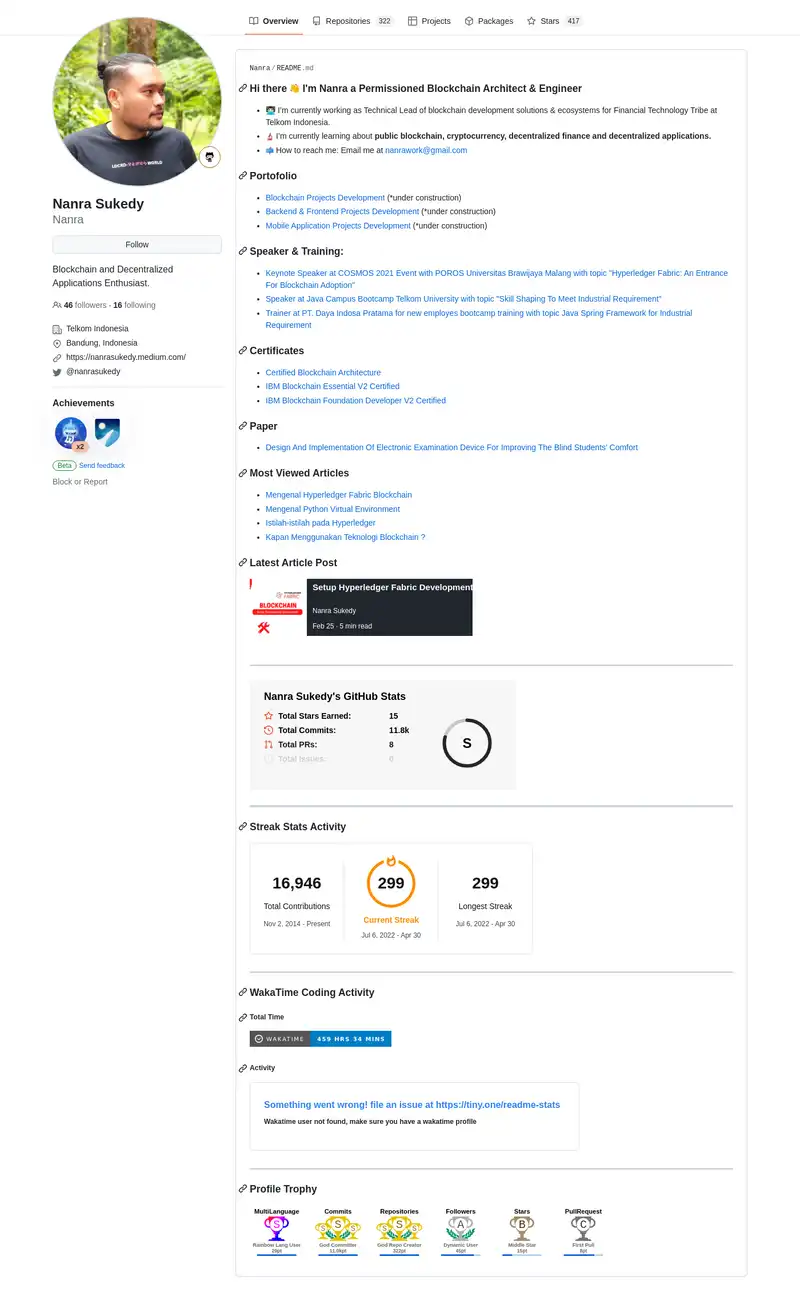 Overview Repositories 322 Projects Packages Stars 417
Nanra Sukedy
Nanra
Follow
Blockchain and Decentralized
Applications Enthusiast.
46 followers · 16 following
Telkom Indonesia
Bandung, Indonesia
https://nanrasukedy.medium.com/
@nanrasukedy
Achievements
x2
Beta Send feedback
Block or Report
Nanra / README.md
Hi there 👋 I'm Nanra a Permissioned Blockchain Architect & Engineer
I'm currently working as Technical Lead of blockchain development solutions & ecosystems for Financial Technology Tribe at
Telkom Indonesia.
I'm currently learning about public blockchain, cryptocurrency, decentralized finance and decentralized applications.
How to reach me: Email me at nanrawork@gmail.com
Portofolio
Blockchain Projects Development (*under construction)
Backend & Frontend Projects Development (*under construction)
Mobile Application Projects Development (*under construction)
Speaker & Training:
Keynote Speaker at COSMOS 2021 Event with POROS Universitas Brawijaya Malang with topic "Hyperledger Fabric: An Entrance
For Blockchain Adoption"
Speaker at Java Campus Bootcamp Telkom University with topic "Skill Shaping To Meet Industrial Requirement"
Trainer at PT. Daya Indosa Pratama for new employes bootcamp training with topic Java Spring Framework for Industrial
Requirement
Certificates
Certified Blockchain Architecture
IBM Blockchain Essential V2 Certified
IBM Blockchain Foundation Developer V2 Certified
Paper
Design And Implementation Of Electronic Examination Device For Improving The Blind Students' Comfort
Most Viewed Articles
Mengenal Hyperledger Fabric Blockchain
Mengenal Python Virtual Environment
Istilah-istilah pada Hyperledger
Kapan Menggunakan Teknologi Blockchain ?
Latest Article Post
FABRIC
BLOCKCHAIN
Setup Hyperledger Fabric Development
Nanra Sukedy
Feb 25 · 5 min read
Nanra Sukedy's GitHub Stats
Total Stars Earned: 15
Total Commits: 11.8k
Total PRs: 8
Total Issues: 0
S
Streak Stats Activity
16,946
Total Contributions
Nov 2, 2014 - Present
299
Current Streak
Jul 6, 2022 - Apr 30
299
Longest Streak
Jul 6, 2022 - Apr 30
WakaTime Coding Activity
Total Time
WAKATIME 459 HRS 34 MINS
Activity
Something went wrong! file an issue at https://tiny.one/readme-stats
Wakatime user not found, make sure you have a wakatime profile
Profile Trophy
MultiLanguage Commits Repositories Followers Stars PullRequest
S S S S S S S A B C
Rainbow Lang User God Committer God Repo Creator Dynamic User Middle Star First Pull
322pt 46pt 15pt 8pt